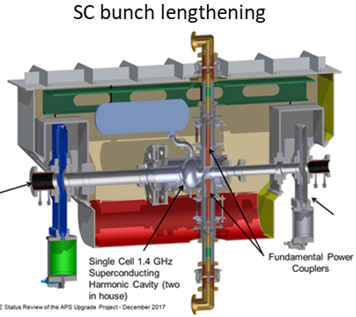 SC bunch lengthening
Single Cell 1.4 GHz
Superconducting
Harmonic Cavity (two
in house)
Fundamental Power
Couplers
E Status Review of the APS Upgrade Project - December 2017